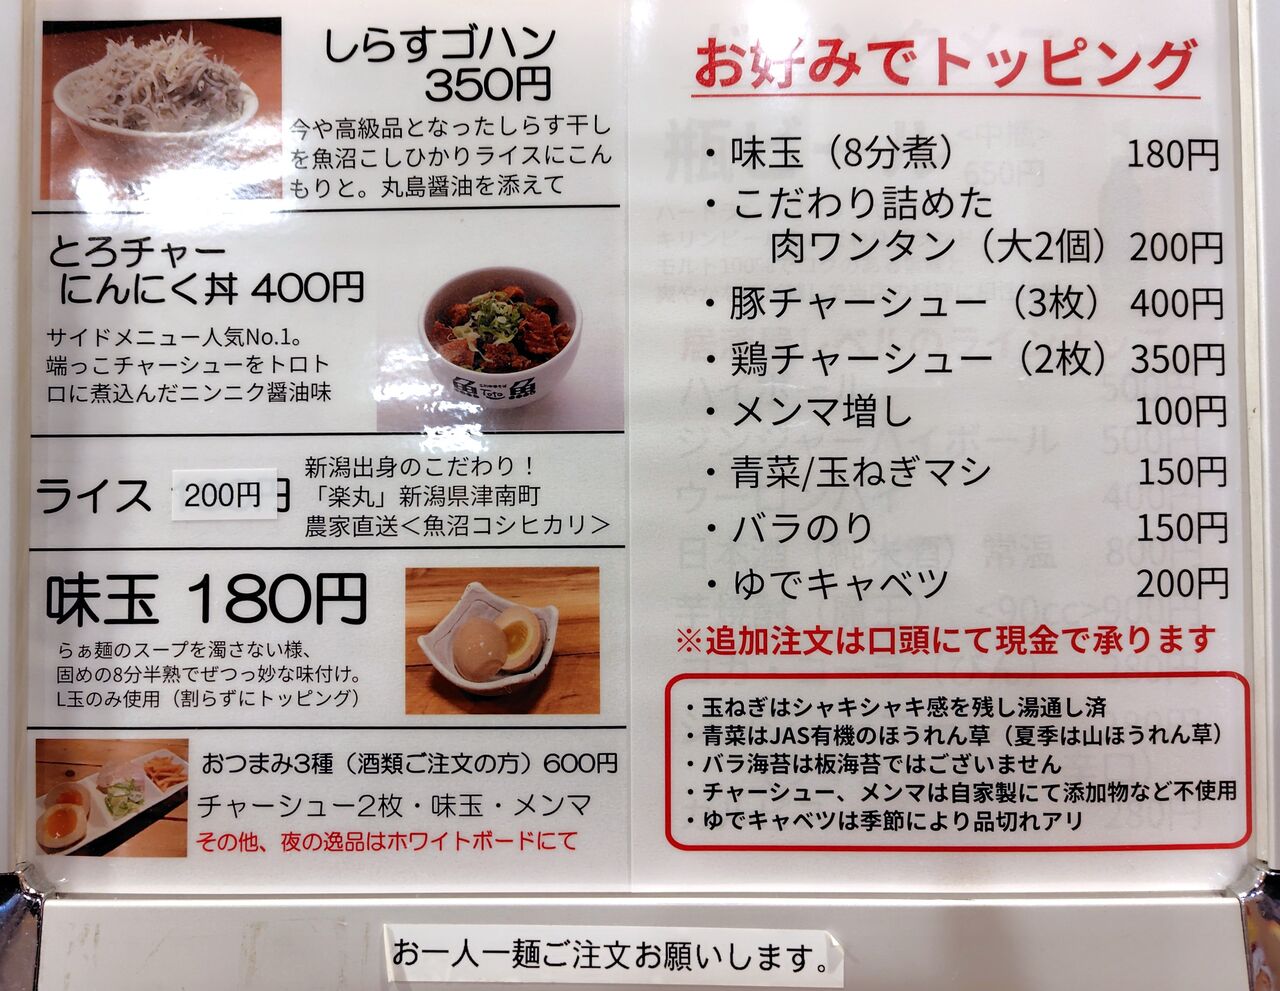 しらすゴハン
350円
今や高級品となったしらす干し
を魚沼こしひかりライスにこん
もりと。丸島醤油を添えて
とろチャー
にんにく丼 400円
サイドメニュー人気No.1。
端っこチャーシューをトロト
ロに煮込んだニンニク醤油味
ライス 200円
新潟出身のこだわり！
「楽丸」新潟県津南町
農家直送＜魚沼コシヒカリ＞
味玉 180円
らぁ麺のスープを濁さない様、
固めの8分半熟でぜつっ妙な味付け。
L玉のみ使用（割らずにトッピング）
おつまみ3種（酒類ご注文の方）600円
チャーシュー2枚・味玉・メンマ
その他、夜の逸品はホワイトボードにて
お好みでトッピング
・味玉（8分煮） 180円
・こだわり詰めた
肉ワンタン（大2個）200円
・豚チャーシュー（3枚）400円
・鶏チャーシュー（2枚）350円
・メンマ増し 100円
・青菜/玉ねぎマシ 150円
・バラのり 150円
・ゆでキャベツ 200円
※追加注文は口頭にて現金で承ります
・玉ねぎはシャキシャキ感を残し湯通し済
・青菜はJAS有機のほうれん草（夏季は山ほうれん草）
・バラ海苔は板海苔ではございません
・チャーシュー、メンマは自家製にて添加物など不使用
・ゆでキャベツは季節により品切れアリ
お一人一麺ご注文お願いします。